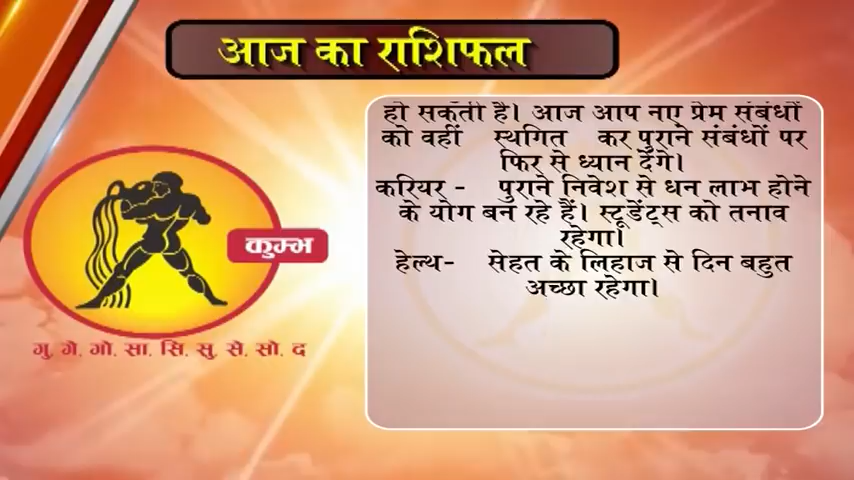 आज का राशिफल
हो सकती है। आज आप नए प्रेम संबंधों
को वहीं स्थगित कर पुराने संबंधों पर
फिर से ध्यान देंगे।
करियर - पुराने निवेश से धन लाभ होने
के योग बन रहे हैं। स्टूडेंट्स को तनाव
रहेगा।
हेल्थ- सेहत के लिहाज से दिन बहुत
अच्छा रहेगा।
कुम्भ
गु, गे, गो, सा, सि, सु, से, सो, द